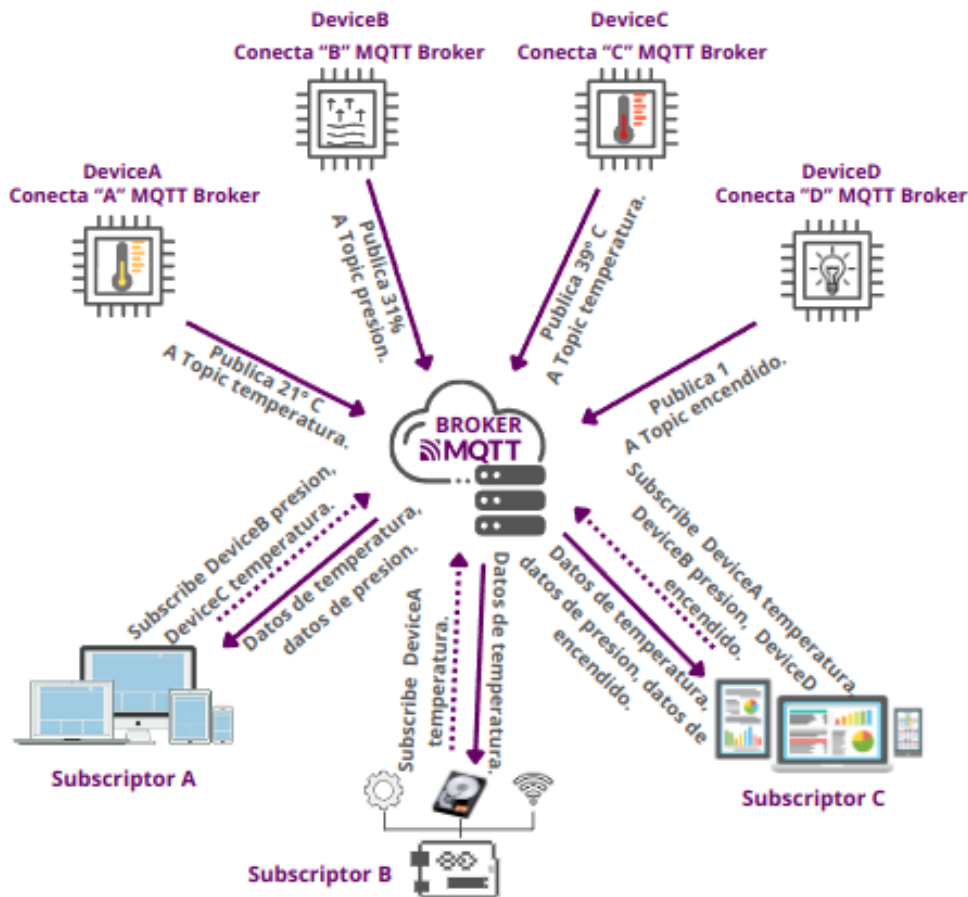 DeviceB
Conecta “B” MQTT Broker
DeviceC
Conecta “C” MQTT Broker
DeviceA
Conecta “A” MQTT Broker
DeviceD
Conecta “D” MQTT Broker
Publica 21º C
A Topic temperatura.
Publica 31%
A Topic presion.
Publica 39º C
A Topic temperatura.
Publica 1
A Topic encendido.
BROKER
MQTT
Subscribe DeviceB presion,
DeviceC temperatura.
Datos de temperatura,
datos de presion.
Subscribe DeviceA
temperatura.
Datos de temperatura,
Subscribe DeviceA temperatura,
DeviceB presion, DeviceD
encendido.
Datos de temperatura,
datos de presion, datos de
encendido.
Subscriptor A
Subscriptor B
Subscriptor C